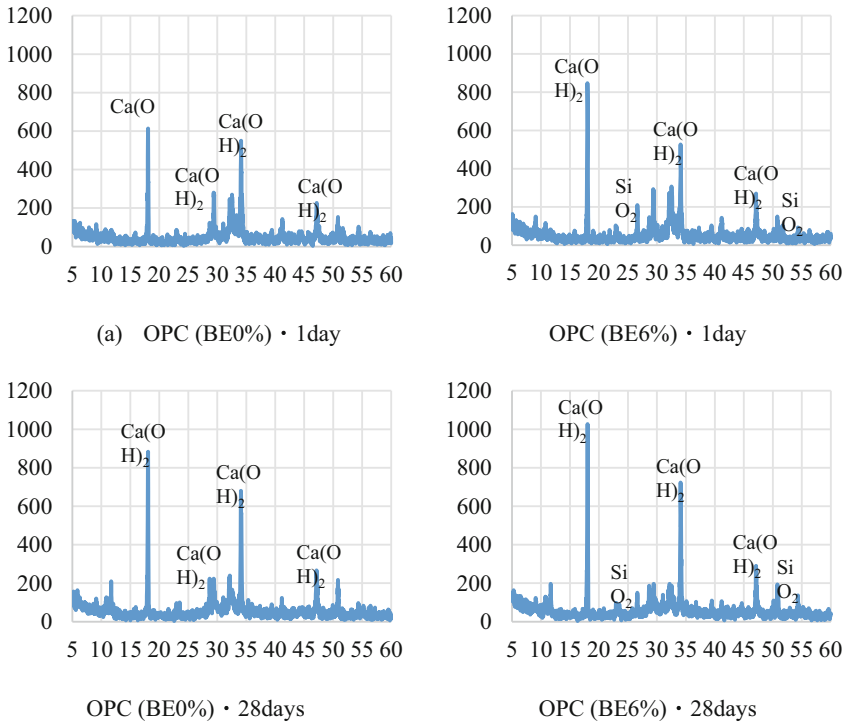 1200
1000
800
600
400
200
0
Ca(O
Ca(O
H)₂
Ca(O
H)₂
Ca(O
H)₂
5 10 15 20 25 30 35 40 45 50 55 60
(a) OPC (BE0%)・1day
1200
1000
800
600
400
200
0
Ca(O
H)₂
Si
O₂
Ca(O
H)₂
Ca(O
H)₂
Si
O₂
5 10 15 20 25 30 35 40 45 50 55 60
OPC (BE6%)・1day
1200
1000
800
600
400
200
0
Ca(O
H)₂
Ca(O
H)₂
Ca(O
H)₂
Ca(O
H)₂
5 10 15 20 25 30 35 40 45 50 55 60
OPC (BE0%)・28days
1200
1000
800
600
400
200
0
Ca(O
H)₂
Si
O₂
Ca(O
H)₂
Ca(O
H)₂
Si
O₂
5 10 15 20 25 30 35 40 45 50 55 60
OPC (BE6%)・28days